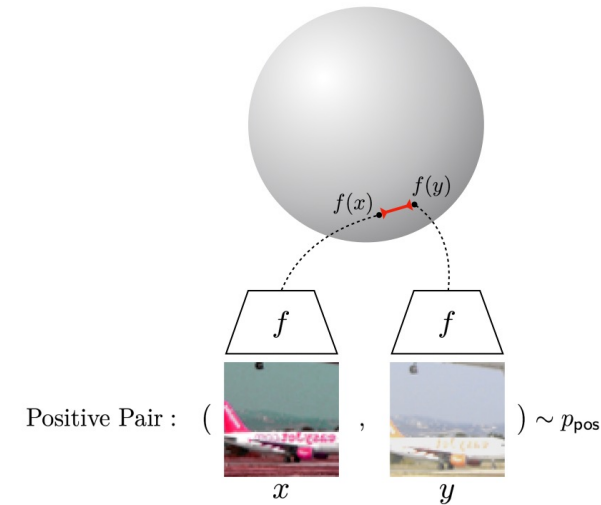 f(y)
f(x)
f
f
Positive Pair : ( , ) ∼ p_pos
x
y